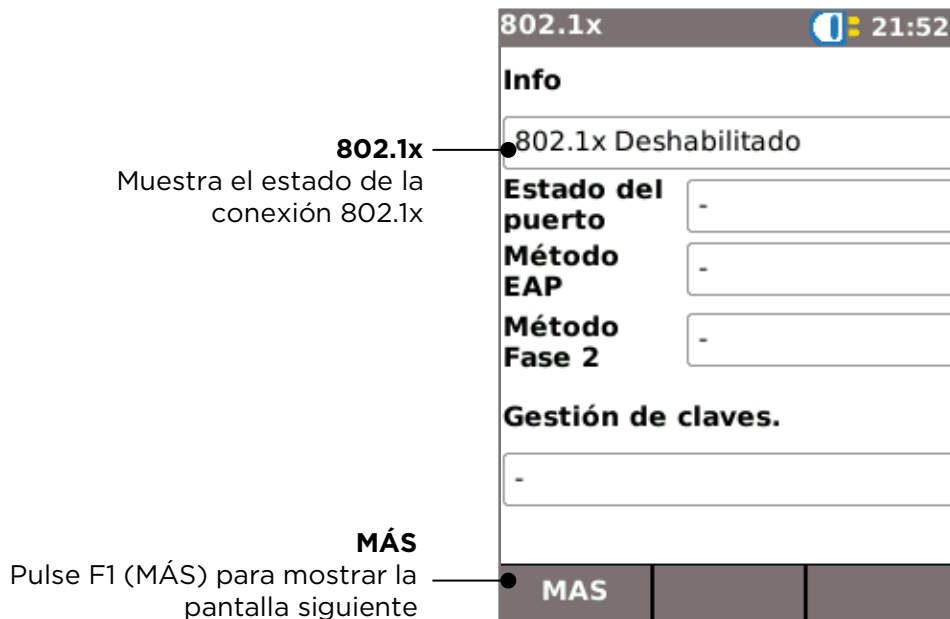 802.1x 21:52
Info
802.1x Deshabilitado
802.1x
Muestra el estado de la
conexión 802.1x
Estado del
puerto
-
Método
EAP
-
Método
Fase 2
-
Gestión de claves.
-
MÁS
Pulse F1 (MÁS) para mostrar la
pantalla siguiente
MAS